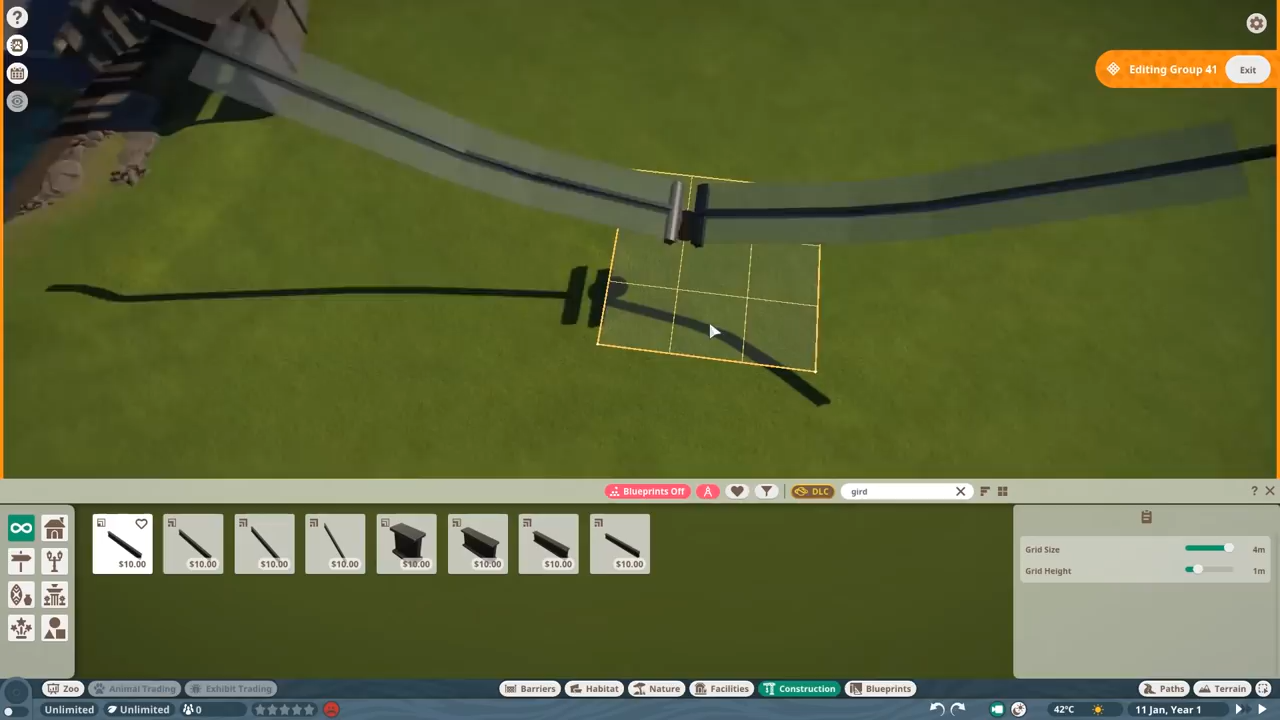 ?
Editing Group 41
Exit
Blueprints Off
DLC
gird
? ×
$10.00
$10.00
$10.00
$10.00
$10.00
$10.00
$10.00
$10.00
Grid Size
4m
Grid Height
1m
Zoo
Animal Trading
Exhibit Trading
Barriers
Habitat
Nature
Facilities
Construction
Blueprints
Paths
Terrain
Unlimited
Unlimited
0
42°C
11 Jan, Year 1